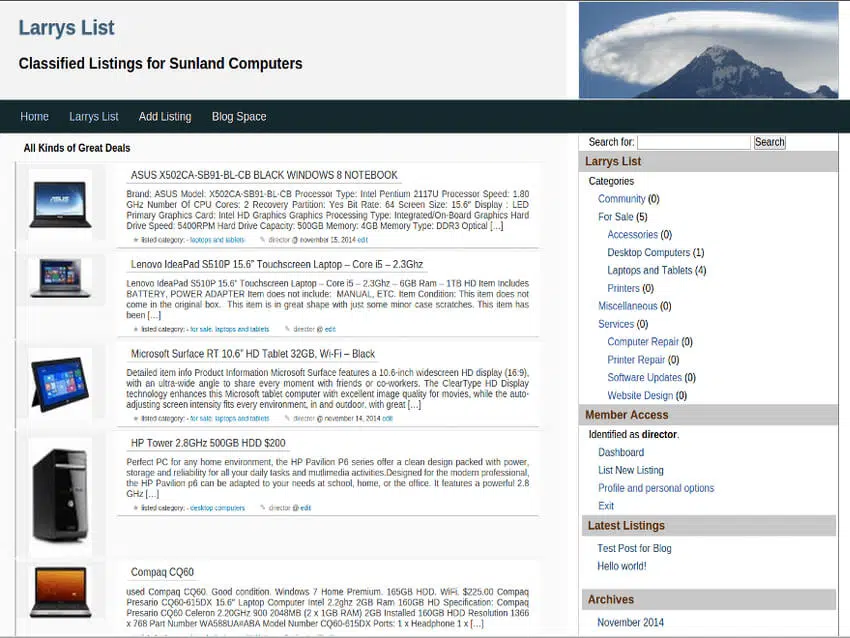 Larrys List
Classified Listings for Sunland Computers
Home Larrys List Add Listing Blog Space
All Kinds of Great Deals
ASUS X502CA-SB91-BL-CB BLACK WINDOWS 8 NOTEBOOK
Brand: ASUS Model: X502CA-SB91-BL-CB Processor Type: Intel Pentium 2117U Processor Speed: 1.80
GHz Number Of CPU Cores: 2 Recovery Partition: Yes Bit Rate: 64 Screen Size: 15.6" Display : LED
Primary Graphics Card: Intel HD Graphics Graphics Processing Type: Integrated/On-Board Graphics Hard
Drive Speed: 5400RPM Hard Drive Capacity: 500GB Memory: 4GB Memory Type: DDR3 Optical [...]
listed category: - laptops and tablets director @ november 15, 2014 edit
Lenovo IdeaPad S510P 15.6" Touchscreen Laptop – Core i5 – 2.3Ghz
Lenovo IdeaPad S510P 15.6" Touchscreen Laptop – Core i5 – 2.3Ghz – 6GB Ram – 1TB HD Item Includes
BATTERY, POWER ADAPTER Item does not include: MANUAL, ETC. Item Condition: This item does not
come in the original box. This item is in great shape with just some minor case scratches. This item has
been [...]
listed category: - for sale, laptops and tablets director @ edit
Microsoft Surface RT 10.6" HD Tablet 32GB, Wi-Fi – Black
Detailed item info Product Information Microsoft Surface features a 10.6-inch widescreen HD display (16:9),
with an ultra-wide angle to share every moment with friends or co-workers. The ClearType HD Display
technology enhances this Microsoft tablet computer with excellent image quality for movies, while the auto-
adjusting screen intensity fits every environment, in and outdoor. with great [...]
listed category: - for sale, laptops and tablets director @ november 14, 2014 edit
HP Tower 2.8GHz 500GB HDD $200
Perfect PC for any home environment, the HP Pavilion P6 series offer a clean design packed with power,
storage and reliability for all your daily tasks and mutlimedia activities.Designed for the modern professional,
the HP Pavilion p6 can be adapted to your needs at school, home, or the office. It features a powerful 2.8
GHz [...]
listed category: - desktop computers director @ edit
Compaq CQ60
used Compaq CQ60. Good condition. Windows 7 Home Premium. 165GB HDD. WiFi. $225.00 Compaq
Presario CQ60-615DX 15.6" Laptop Computer Intel 2.2ghz 2GB Ram 160GB HD Specification: Compaq
Presario CQ60 Celeron 2.20GHz 900 2048MB (2 x 1GB RAM) 2GB Installed 160GB HDD Resolution 1366
x 768 Part Number WA588UA#ABA Model Number CQ60-615DX Ports: 1 x Headphone 1 x [...]
Search for: Search
Larrys List
Categories
Community (0)
For Sale (5)
Accessories (0)
Desktop Computers (1)
Laptops and Tablets (4)
Printers (0)
Miscellaneous (0)
Services (0)
Computer Repair (0)
Printer Repair (0)
Software Updates (0)
Website Design (0)
Member Access
Identified as director.
Dashboard
List New Listing
Profile and personal options
Exit
Latest Listings
Test Post for Blog
Hello world!
Archives
November 2014